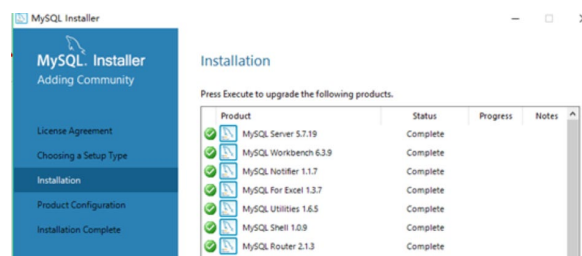 MySQL Installer
MySQL. Installer
Adding Community
License Agreement
Choosing a Setup Type
Installation
Product Configuration
Installation Complete
Installation
Press Execute to upgrade the following products.
Product Status Progress Notes
MySQL Server 5.7.19 Complete
MySQL Workbench 6.3.9 Complete
MySQL Notifier 1.1.7 Complete
MySQL For Excel 1.3.7 Complete
MySQL Utilities 1.6.5 Complete
MySQL Shell 1.0.9 Complete
MySQL Router 2.1.3 Complete